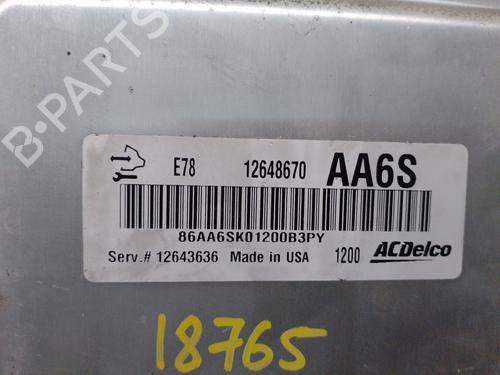 B-PARTS
E78 12648670 AA6S
86AA6SK01200B3PY
Serv.# 12643636 Made in USA 1200 ACDelco
18765